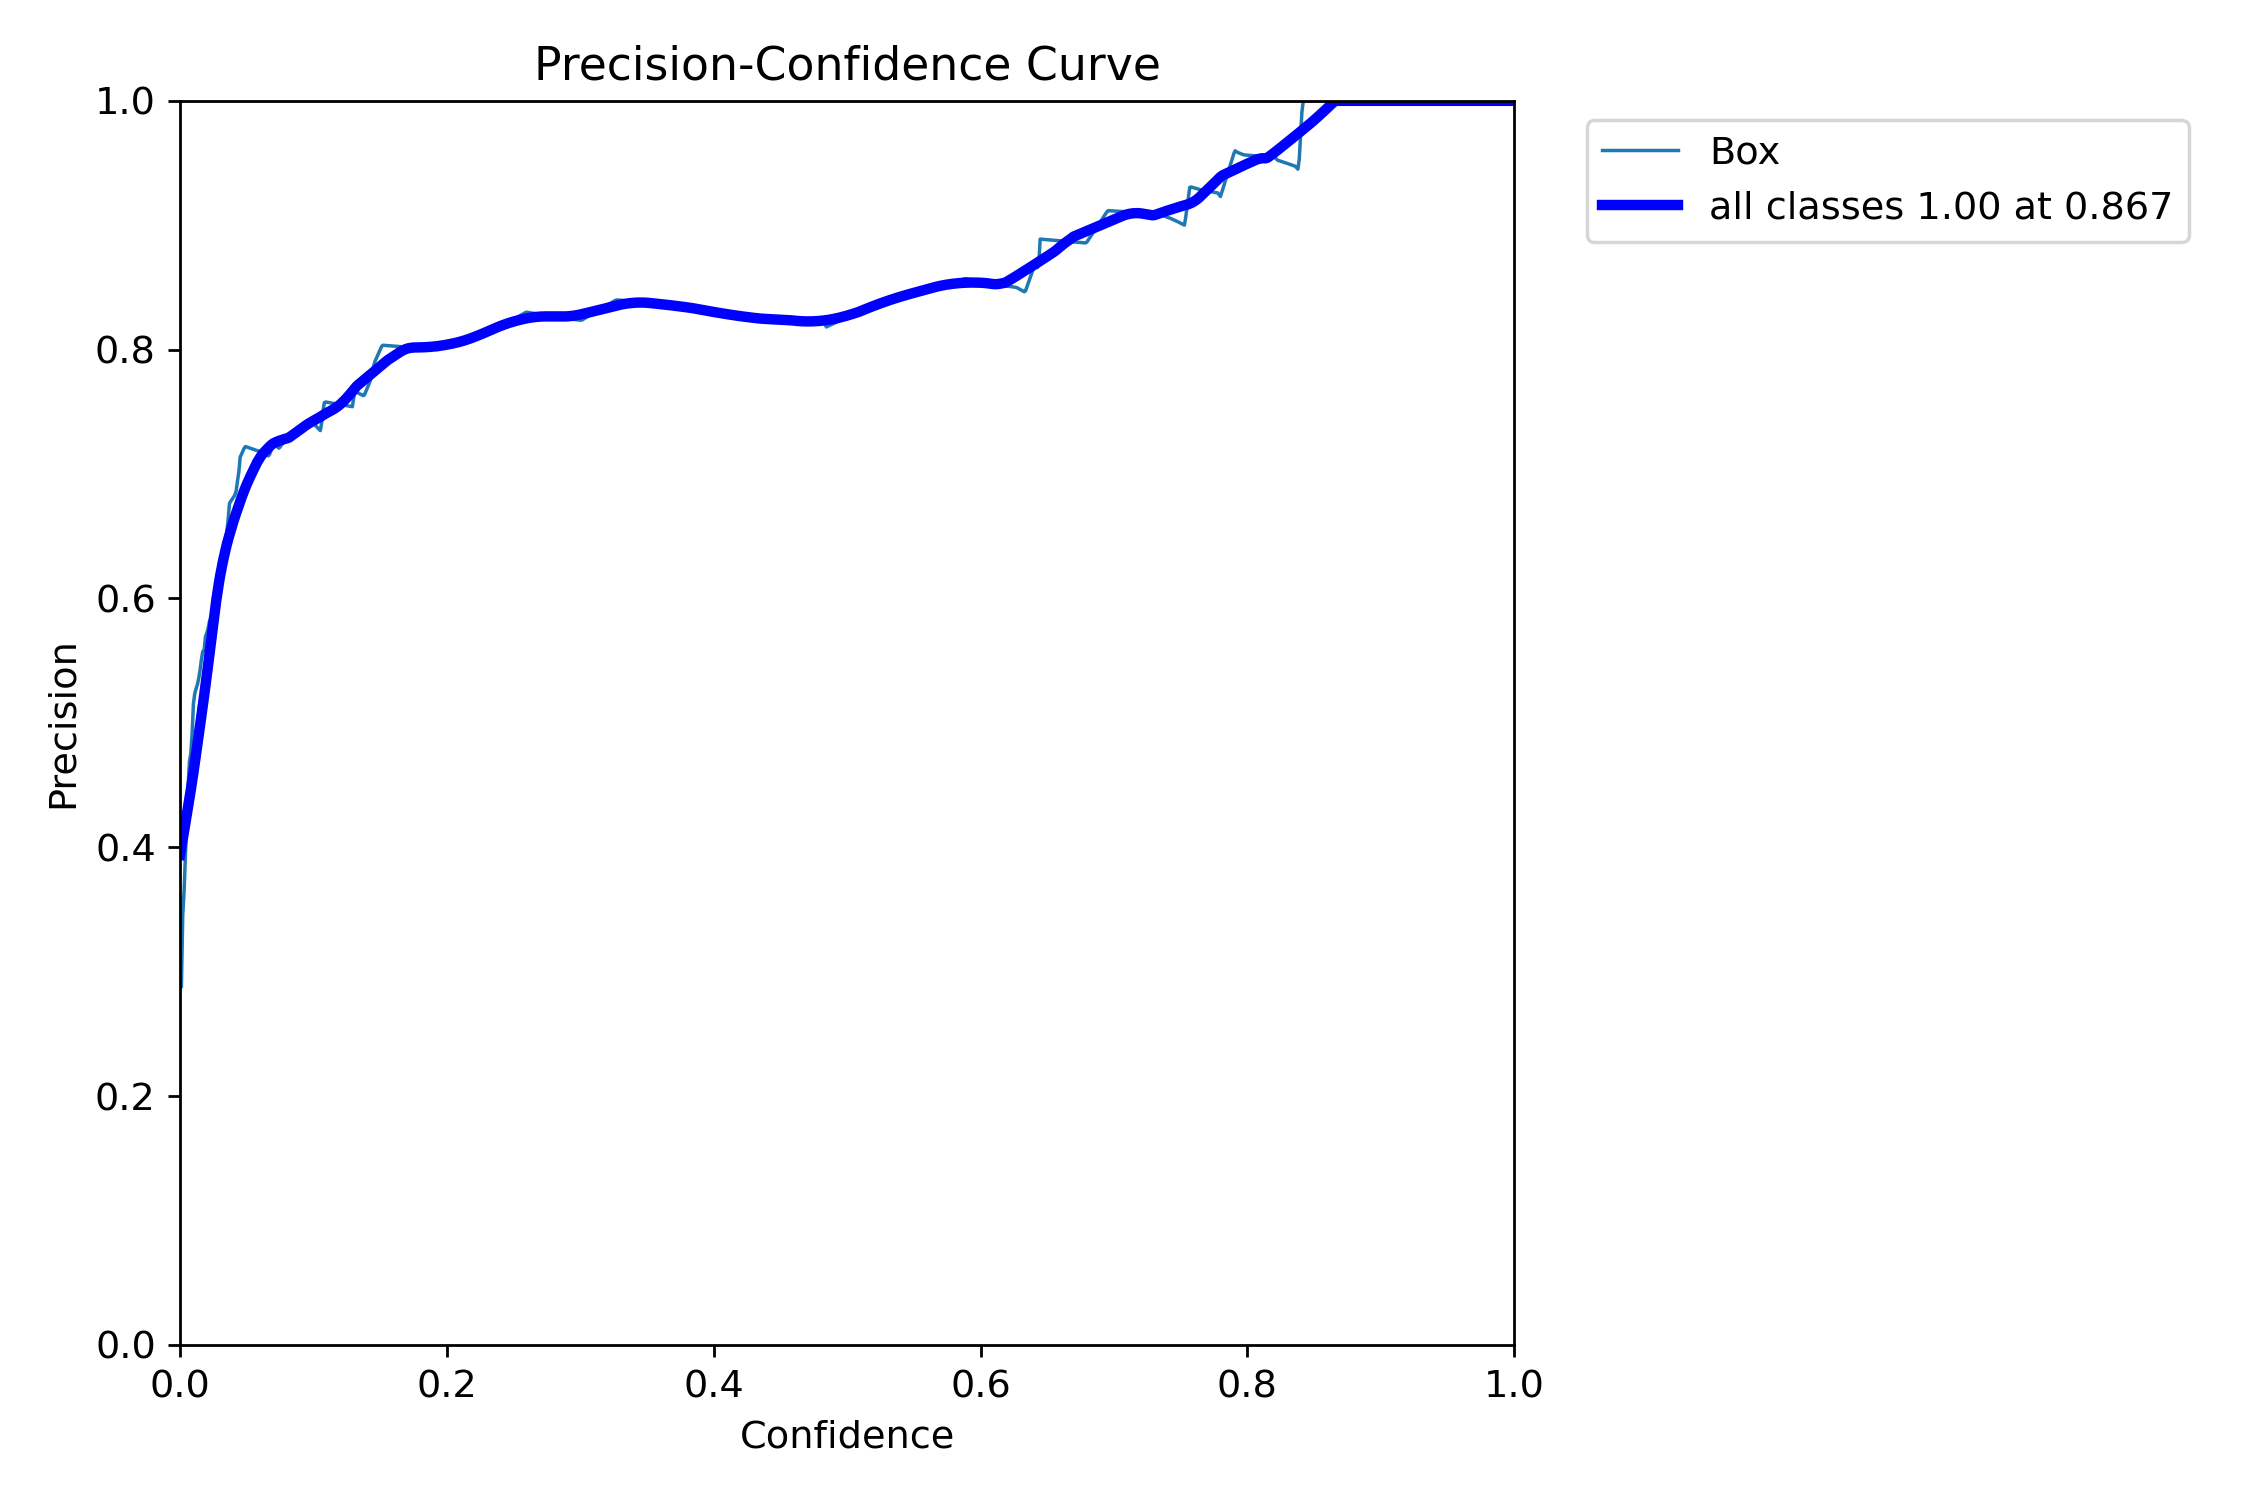 Precision-Confidence Curve
1.0
0.8
0.6
0.4
0.2
0.0
Precision
0.0 0.2 0.4 0.6 0.8 1.0
Confidence
Box
all classes 1.00 at 0.867